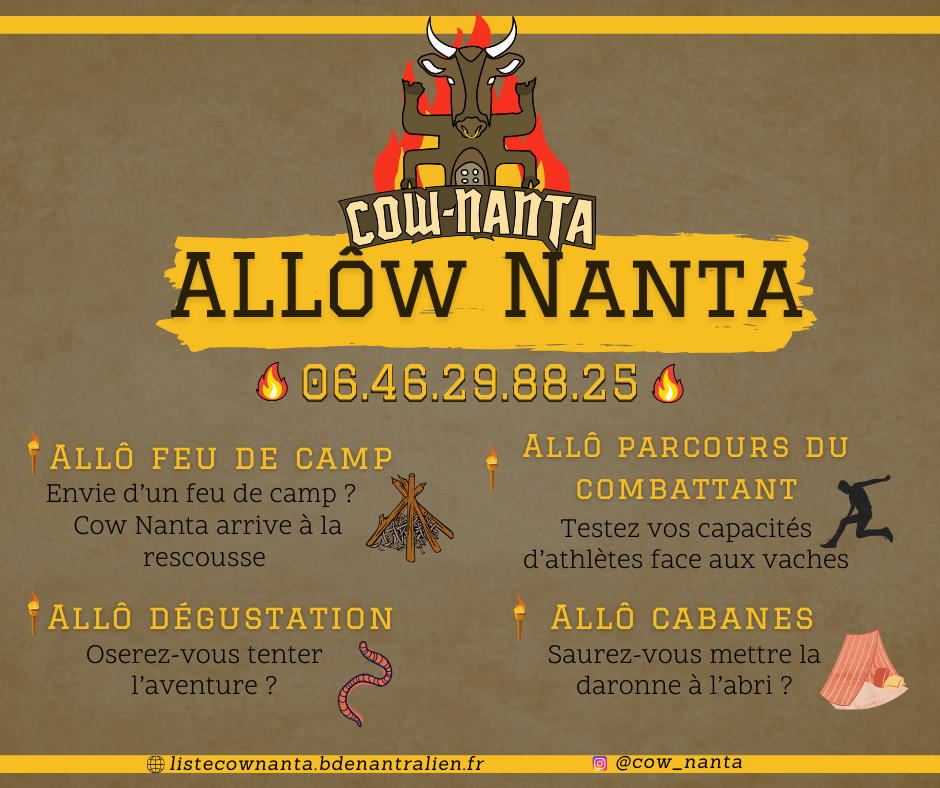 COW-NANTA
ALLôW NANTA
06.46.29.88.25
ALLÔ FEU DE CAMP
Envie d'un feu de camp ?
Cow Nanta arrive à la
rescousse
ALLÔ PARCOURS DU
COMBATTANT
Testez vos capacités
d'athlètes face aux vaches
ALLÔ DÉGUSTATION
Oserez-vous tenter
l'aventure ?
ALLÔ CABANES
Saurez-vous mettre la
daronne à l'abri ?
listecownanta.bdenantralien.fr
@cow_nanta